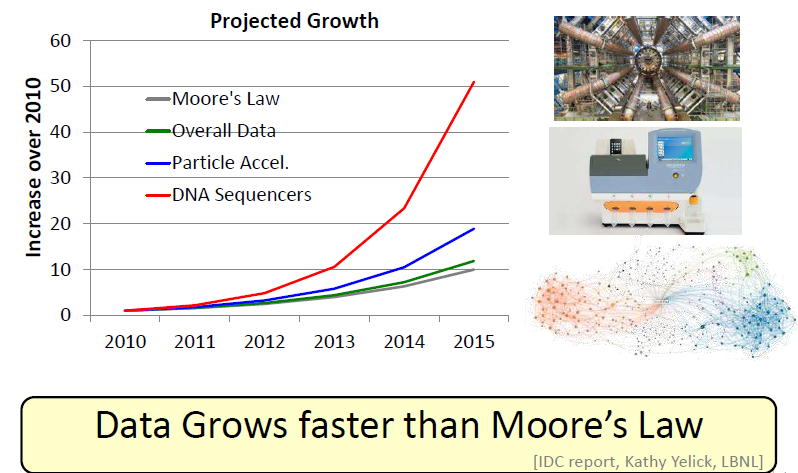 Projected Growth
Increase over 2010
60
50
40
30
20
10
0
Moore's Law
Overall Data
Particle Accel.
DNA Sequencers
2010 2011 2012 2013 2014 2015
Data Grows faster than Moore’s Law
[IDC report, Kathy Yelick, LBNL]